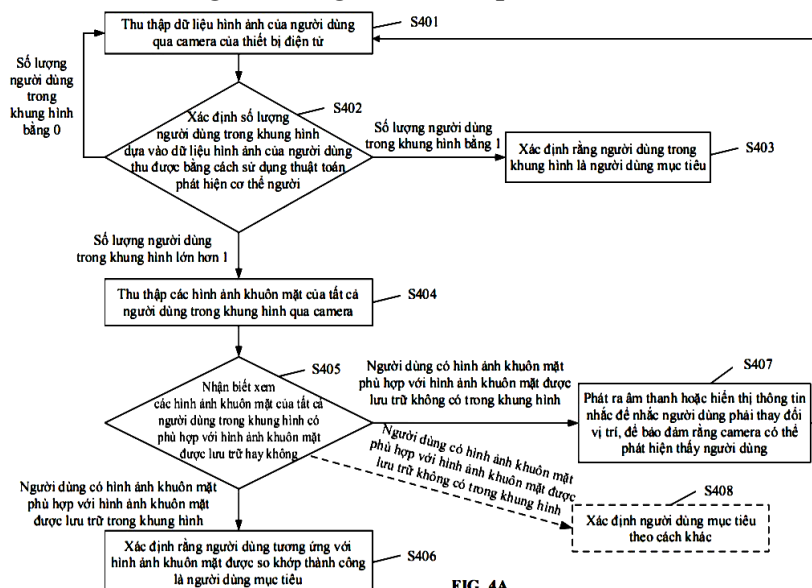 Thu thập dữ liệu hình ảnh của người dùng
qua camera của thiết bị điện tử
S401
Số lượng
người dùng
trong
khung hình
bằng 0
S402
Xác định số lượng
người dùng trong khung hình
dựa vào dữ liệu hình ảnh của người dùng
thu được bằng cách sử dụng thuật toán
phát hiện cơ thể người
Số lượng người dùng
trong khung hình bằng 1
Xác định rằng người dùng trong
khung hình là người dùng mục tiêu
S403
Số lượng người dùng
trong khung hình lớn hơn 1
Thu thập các hình ảnh khuôn mặt của tất cả
người dùng trong khung hình qua camera
S404
S405
Nhận biết xem
các hình ảnh khuôn mặt của tất cả
người dùng trong khung hình có
phù hợp với hình ảnh khuôn mặt
được lưu trữ hay không
Người dùng có hình ảnh khuôn mặt
phù hợp với hình ảnh khuôn mặt được
lưu trữ không có trong khung hình
S407
Phát ra âm thanh hoặc hiển thị thông tin
nhắc để nhắc người dùng phải thay đổi
vị trí, để bảo đảm rằng camera có thể
phát hiện thấy người dùng
Người dùng có hình ảnh khuôn mặt
phù hợp với hình ảnh khuôn mặt được
lưu trữ không có trong khung hình
S408
Xác định người dùng mục tiêu
theo cách khác
Người dùng có hình ảnh khuôn mặt
phù hợp với hình ảnh khuôn mặt
được lưu trữ trong khung hình
Xác định rằng người dùng tương ứng với
hình ảnh khuôn mặt được so khớp thành công
là người dùng mục tiêu
S406
FIG. 4A